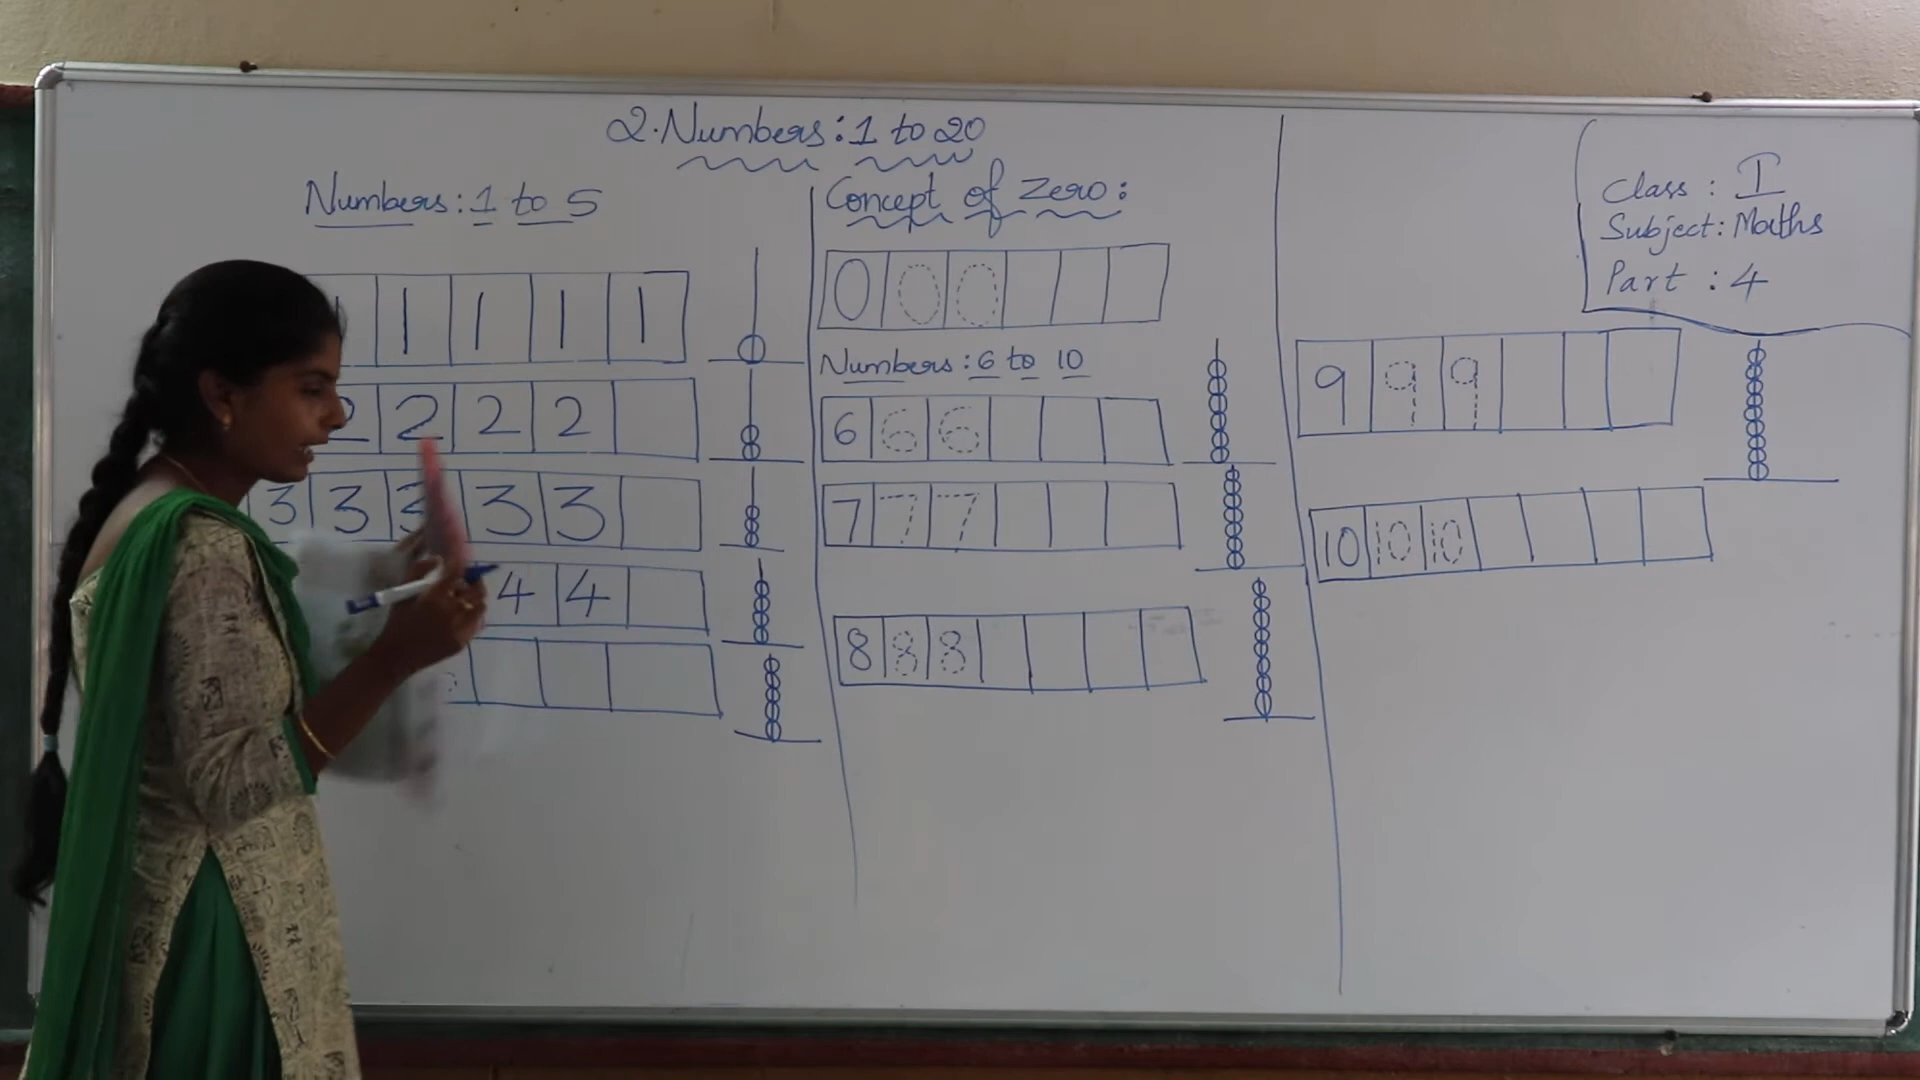 2. Numbers: 1 to 20
Numbers: 1 to 5
1 1 1 1
2 2 2 2
3 3 3 3 3
4 4
Concept of Zero:
0 0 0
Numbers: 6 to 10
6 6 6
7 7 7
8 8 8
Class : I
Subject: Maths
Part : 4
9 9 9
10 10 10